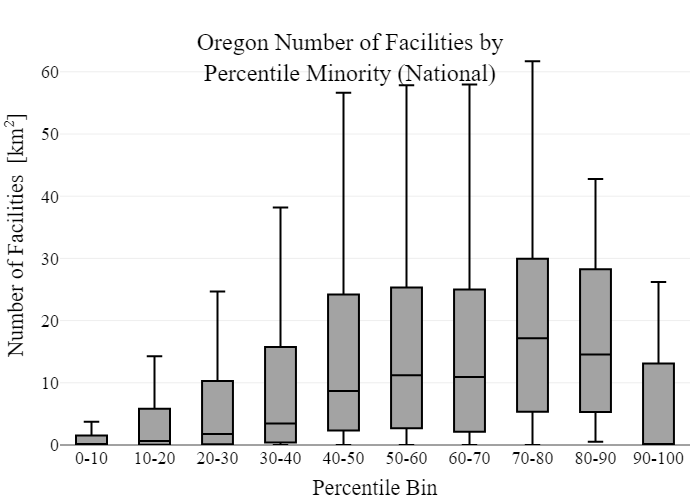 Oregon Number of Facilities by
Percentile Minority (National)
Number of Facilities [km²]
60
50
40
30
20
10
0
0-10 10-20 20-30 30-40 40-50 50-60 60-70 70-80 80-90 90-100
Percentile Bin